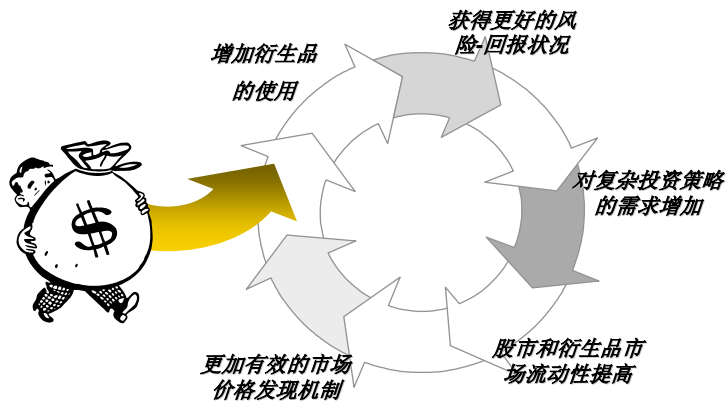 获得更好的风
险-回报状况
增加衍生品
的使用
对复杂投资策略
的需求增加
$
股市和衍生品市
场流动性提高
更加有效的市场
价格发现机制